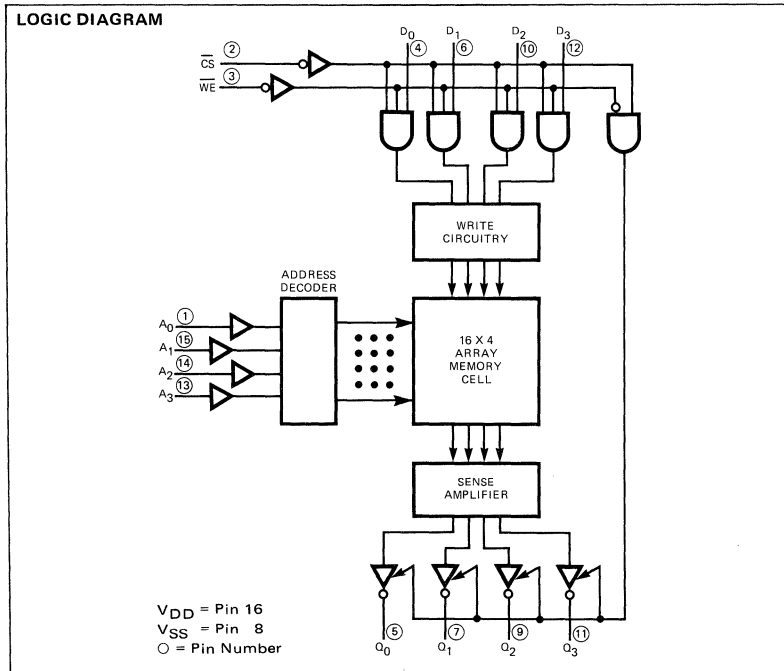 LOGIC DIAGRAM
D0 ④ D1 ⑥ D2 ⑩ D3 ⑫
CS ②
WE ③
WRITE
CIRCUITRY
ADDRESS
DECODER
A0 ①
A1 ⑮
A2 ⑭
A3 ⑬
16 X 4
ARRAY
MEMORY
CELL
SENSE
AMPLIFIER
VDD = Pin 16
VSS = Pin 8
○ = Pin Number
Q0 ⑤ Q1 ⑦ Q2 ⑨ Q3 ⑪